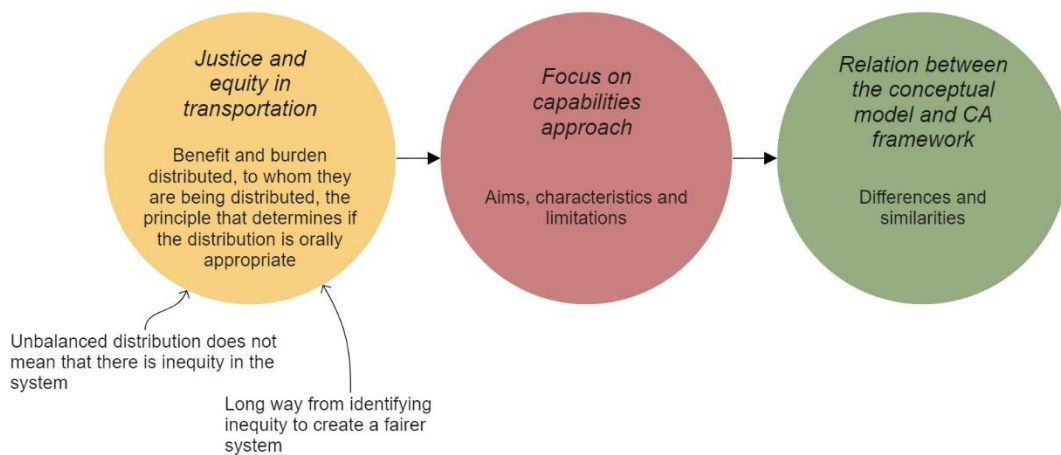 Justice and
equity in
transportation
Benefit and burden
distributed, to whom they
are being distributed, the
principle that determines if
the distribution is orally
appropriate
Focus on
capabilities
approach
Aims, characteristics and
limitations
Relation between
the conceptual
model and CA
framework
Differences and
similarities
Unbalanced distribution does not
mean that there is inequity in the
system
Long way from identifying
inequity to create a fairer
system